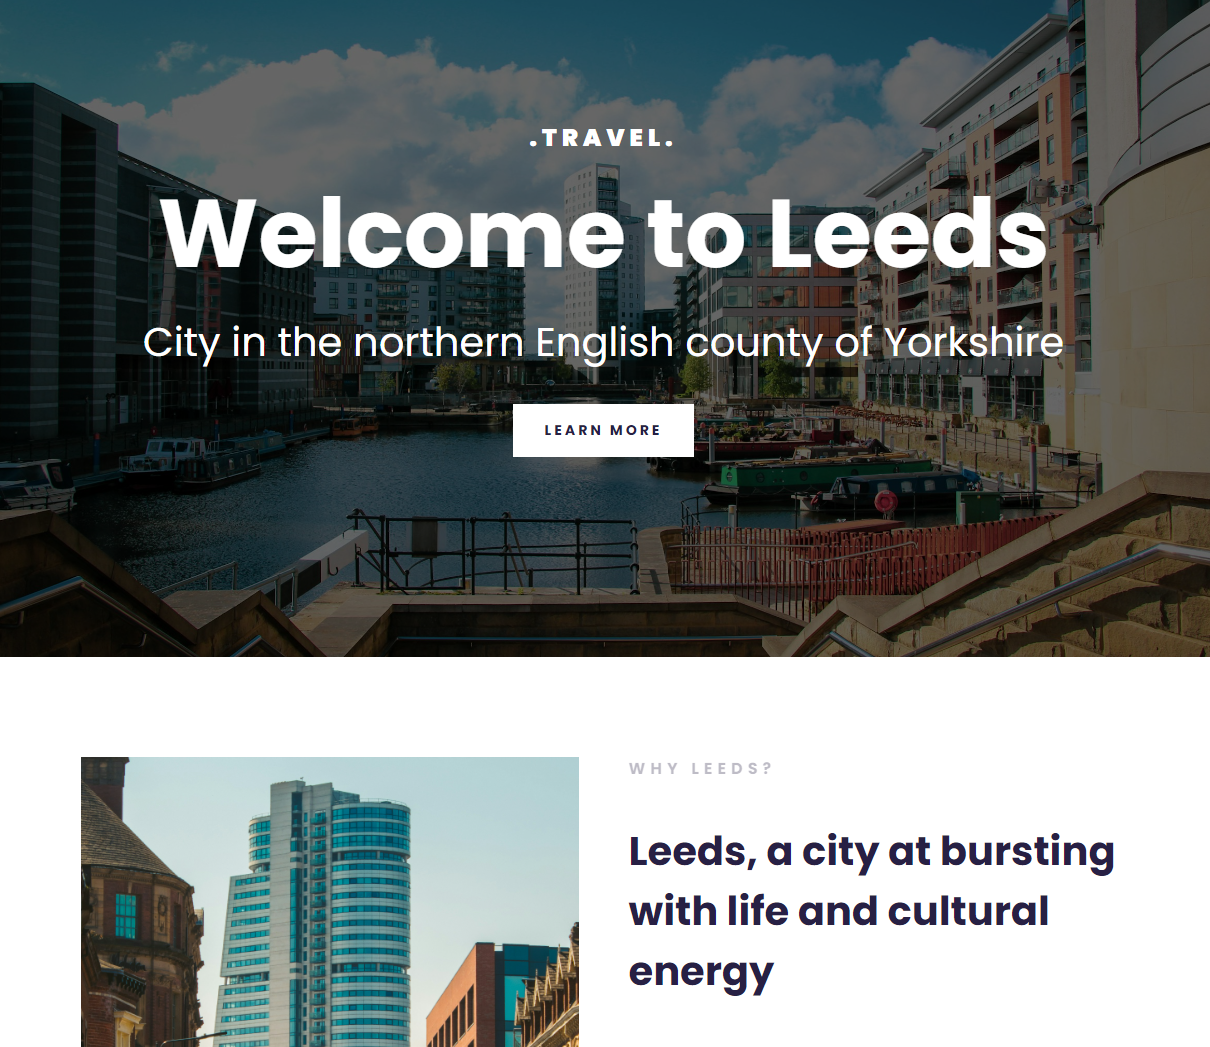 .TRAVEL.
Welcome to Leeds
City in the northern English county of Yorkshire
LEARN MORE
WHY LEEDS?
Leeds, a city at bursting
with life and cultural
energy